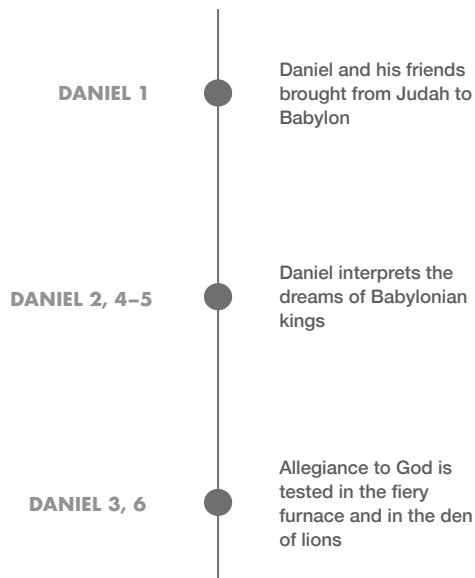 DANIEL 1
Daniel and his friends
brought from Judah to
Babylon
DANIEL 2, 4–5
Daniel interprets the
dreams of Babylonian
kings
DANIEL 3, 6
Allegiance to God is
tested in the fiery
furnace and in the den
of lions